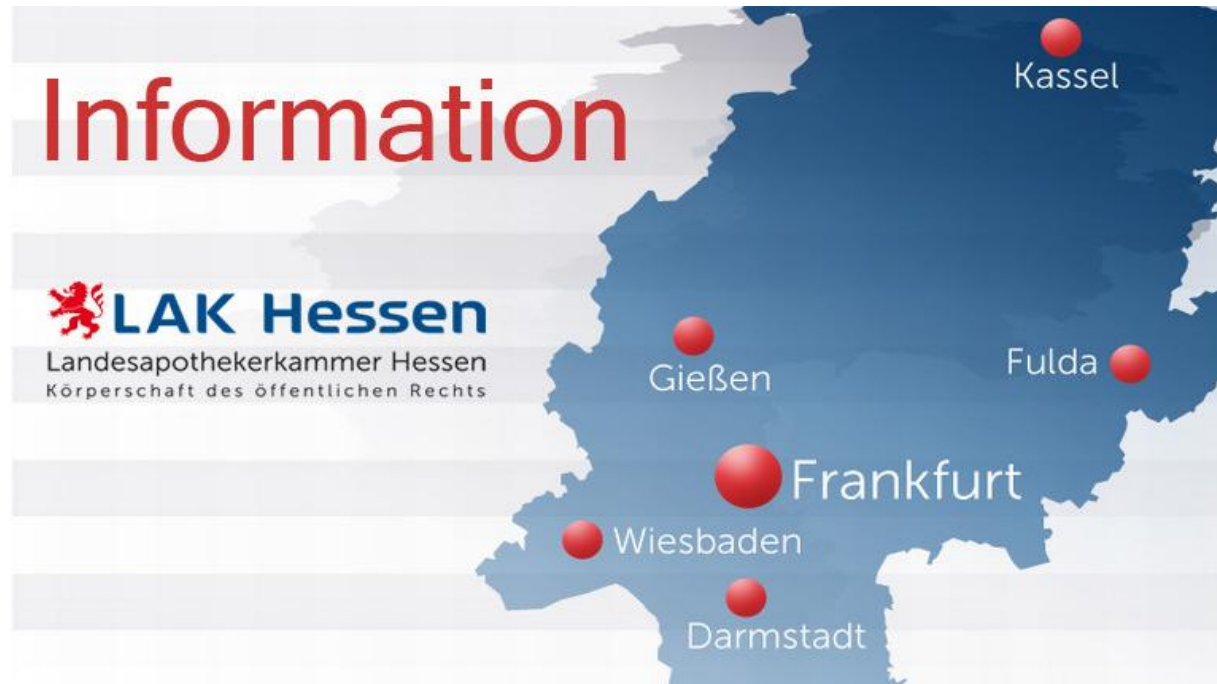 Information
LAK Hessen
Landesapothekerkammer Hessen
Körperschaft des öffentlichen Rechts
Kassel
Gießen
Fulda
Frankfurt
Wiesbaden
Darmstadt